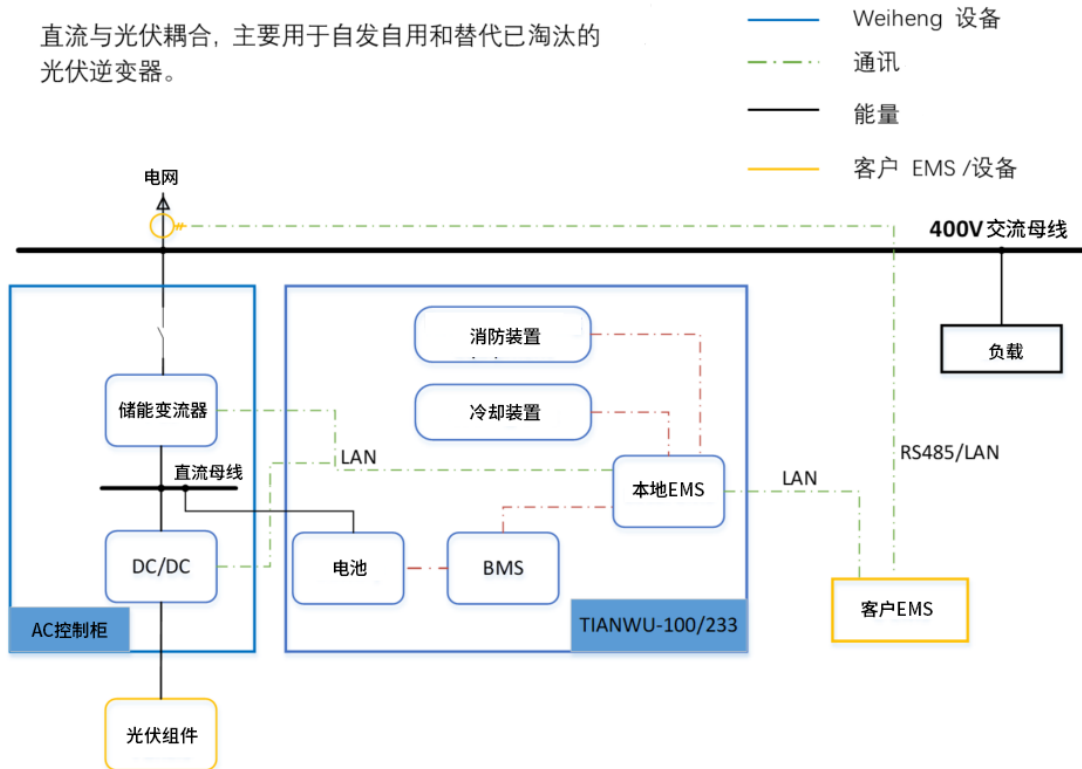 直流与光伏耦合, 主要用于自发自用和替代已淘汰的
光伏逆变器。
Weiheng 设备
通讯
能量
客户 EMS /设备
电网
400V 交流母线
消防装置
负载
储能变流器
冷却装置
LAN
RS485/LAN
直流母线
本地EMS
LAN
DC/DC
电池
BMS
客户EMS
AC控制柜
TIANWU-100/233
光伏组件